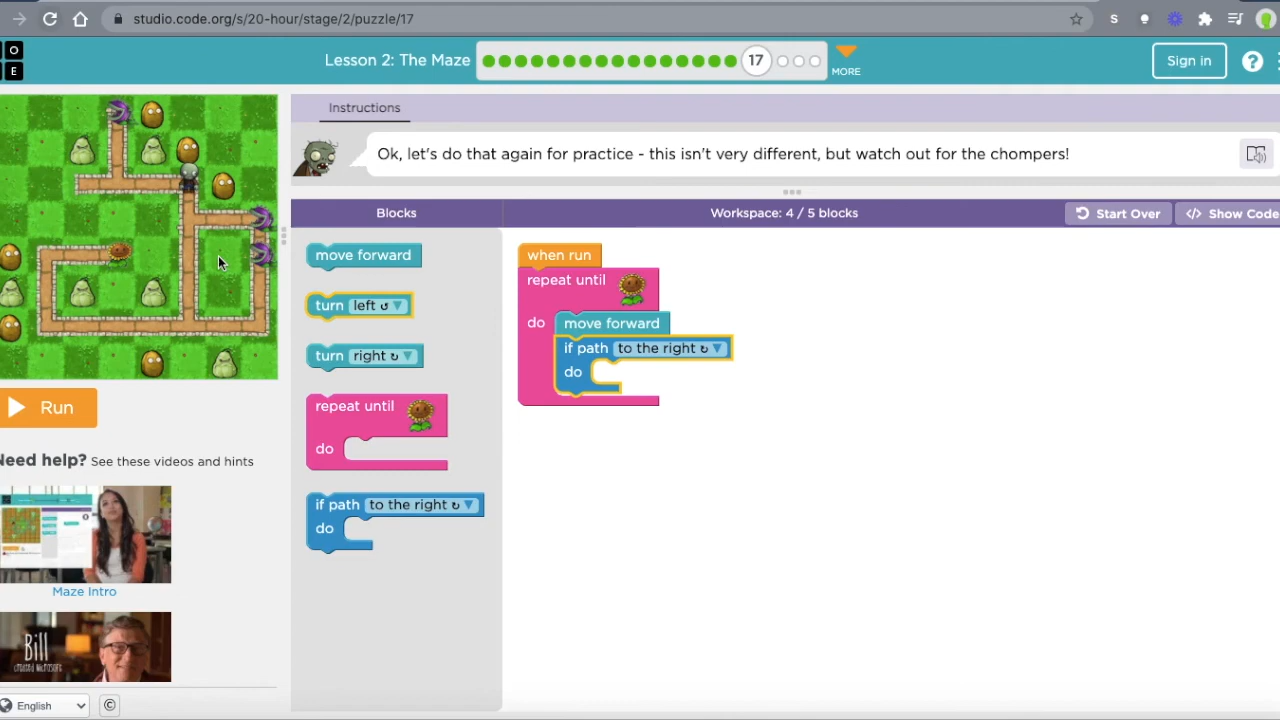 studio.code.org/s/20-hour/stage/2/puzzle/17
S
O
E
Lesson 2: The Maze
17
MORE
Sign in
?
Instructions
Ok, let's do that again for practice - this isn't very different, but watch out for the chompers!
Blocks
Workspace: 4 / 5 blocks
Start Over
</> Show Code
move forward
turn left ↺ ▼
turn right ↻ ▼
repeat until
do
if path to the right ↻ ▼
do
when run
repeat until
do
move forward
if path to the right ↻ ▼
do
Run
Need help? See these videos and hints
Maze Intro
Bill
CREATED MICROSOFT
English
©